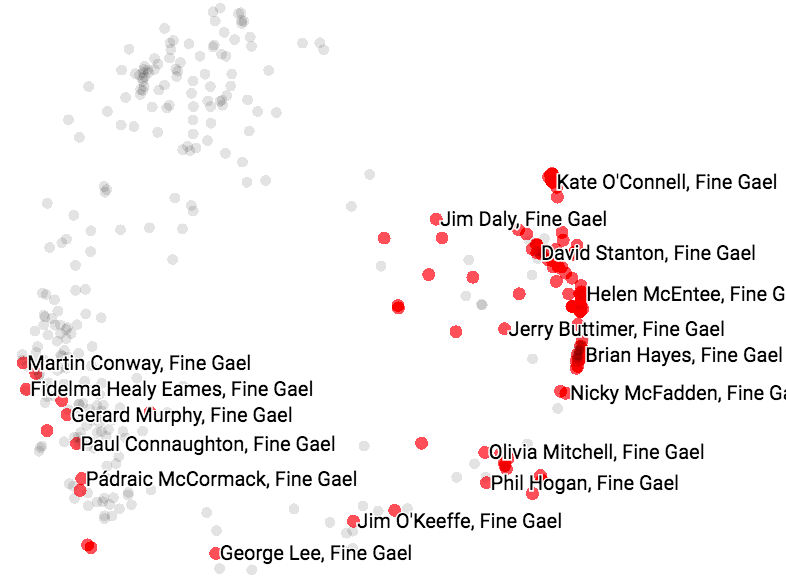 Kate O'Connell, Fine Gael
Jim Daly, Fine Gael
David Stanton, Fine Gael
Helen McEntee, Fine G
Jerry Buttimer, Fine Gael
Brian Hayes, Fine Gael
Martin Conway, Fine Gael
Fidelma Healy Eames, Fine Gael
Nicky McFadden, Fine Ga
Gerard Murphy, Fine Gael
Paul Connaughton, Fine Gael
Olivia Mitchell, Fine Gael
Pádraic McCormack, Fine Gael
Phil Hogan, Fine Gael
Jim O'Keeffe, Fine Gael
George Lee, Fine Gael